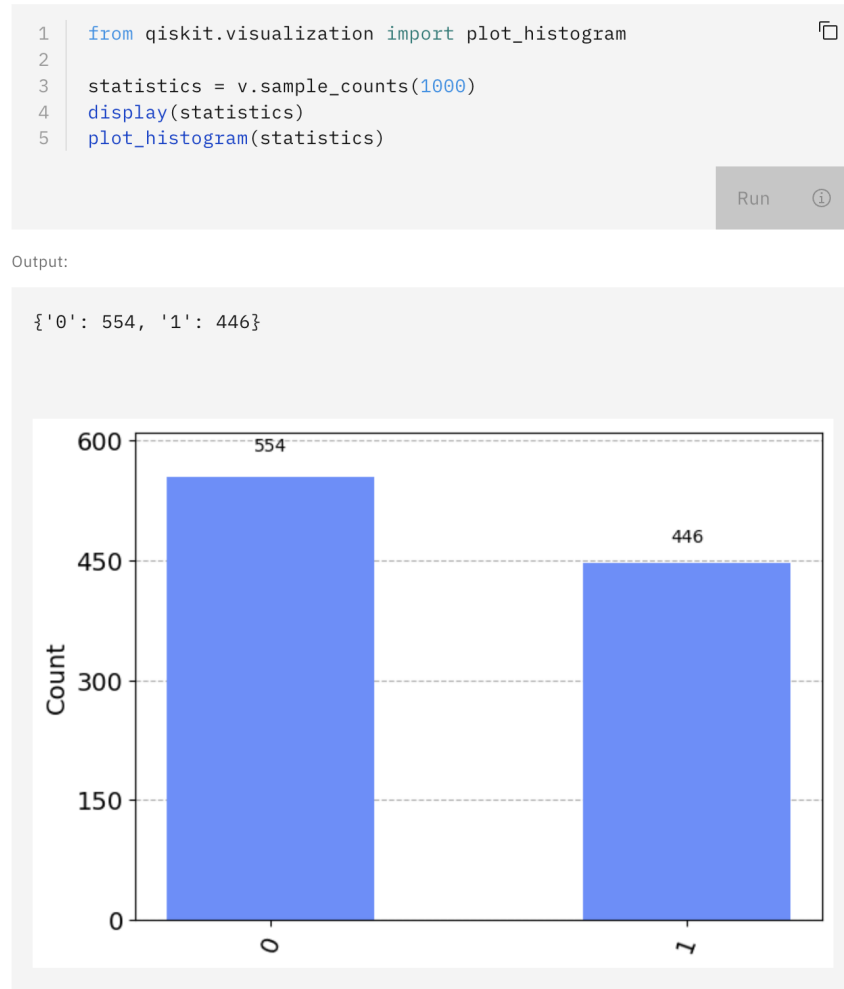 1 from qiskit.visualization import plot_histogram
2
3 statistics = v.sample_counts(1000)
4 display(statistics)
5 plot_histogram(statistics)
Run
Output:
{'0': 554, '1': 446}
600
554
446
450
Count
300
150
0
0
1